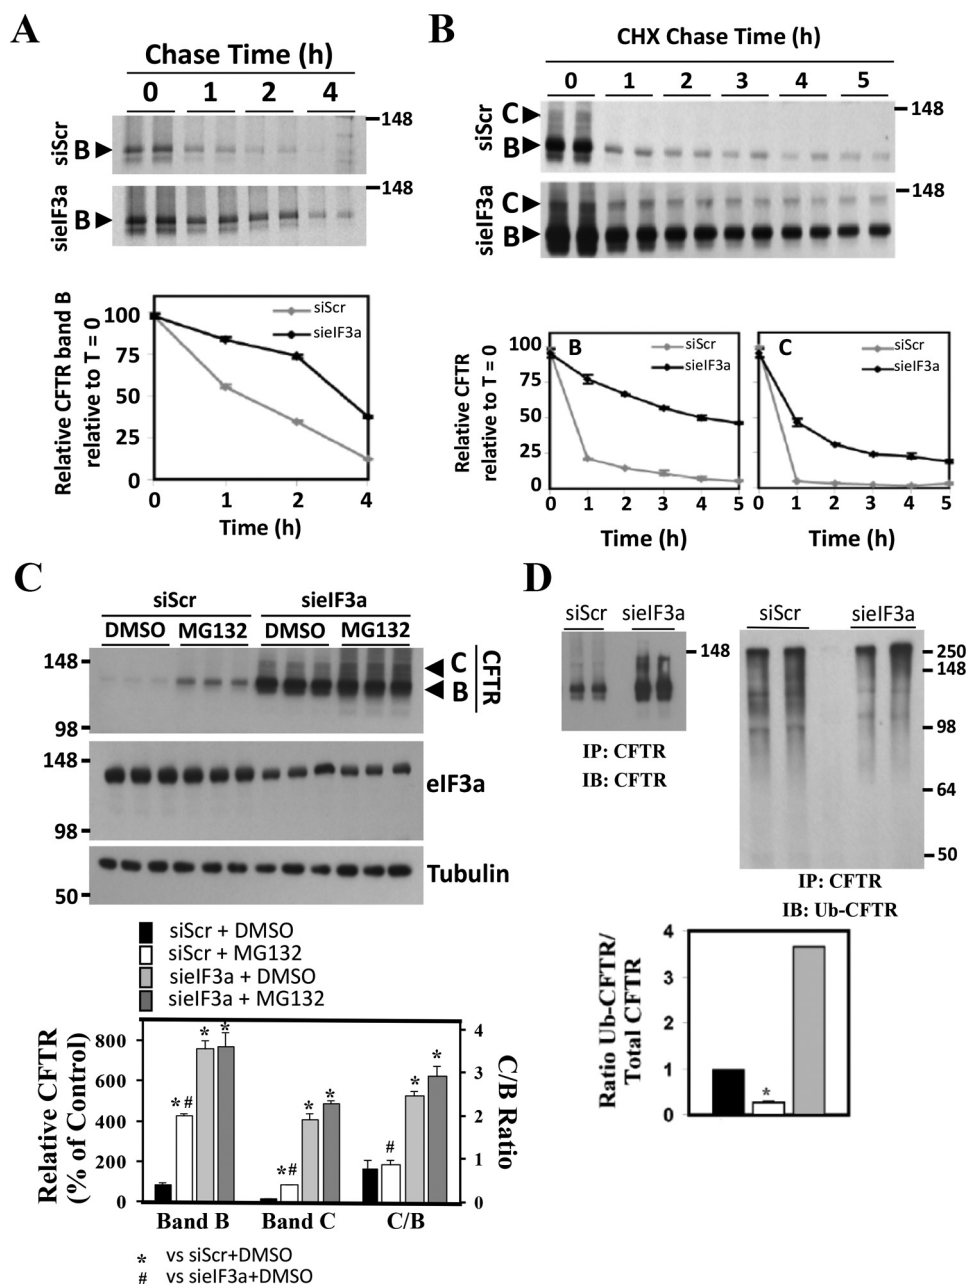 A
Chase Time (h)
0 1 2 4
siScr B 148
sieIF3a B 148
Relative CFTR band B
relative to T = 0
100
75
50
25
0
siScr
sieIF3a
0 1 2 4
Time (h)
B
CHX Chase Time (h)
0 1 2 3 4 5
siScr C B 148
sieIF3a C B 148
Relative CFTR
relative to T = 0
100
75
50
25
0
B
siScr
sieIF3a
0 1 2 3 4 5
Time (h)
C
siScr
sieIF3a
0 1 2 3 4 5
Time (h)
C
siScr sieIF3a
DMSO MG132 DMSO MG132
148
98
C
B
CFTR
148
98
eIF3a
50
Tubulin
siScr + DMSO
siScr + MG132
sieIF3a + DMSO
sieIF3a + MG132
Relative CFTR
(% of Control)
800
600
400
200
0
*#
*
*
*#
*
*
#
*
*
4
3
2
1
0
C/B Ratio
Band B Band C C/B
* vs siScr+DMSO
# vs sieIF3a+DMSO
D
siScr sieIF3a
148
IP: CFTR
IB: CFTR
siScr sieIF3a
250
148
98
64
50
IP: CFTR
IB: Ub-CFTR
Ratio Ub-CFTR/
Total CFTR
4
3
2
1
0
*